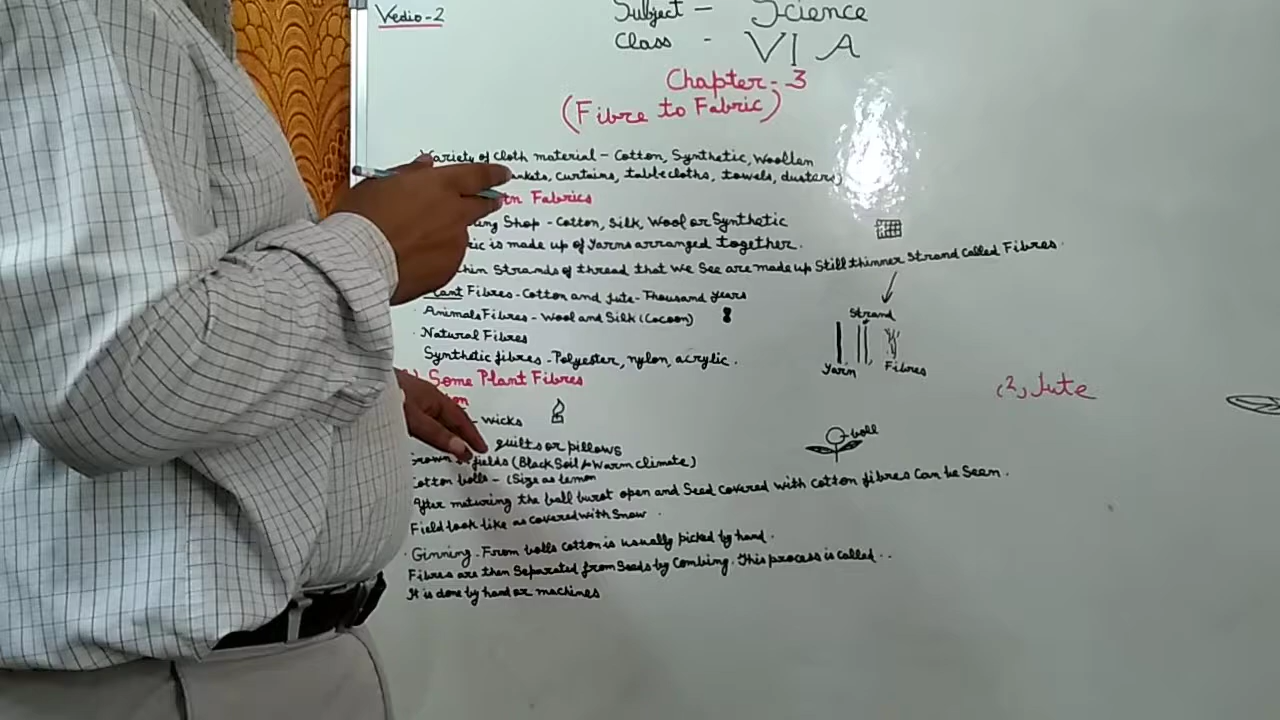 Vedio-2
Subject - Science
Class - VI A
Chapter-3
(Fibre to Fabric)
Variety of cloth material - Cotton, Synthetic, Woollen
curtains, tablecloths, towels, dusters
Fabrics
Shop - Cotton, Silk, Wool or Synthetic
is made up of Yarns arranged together.
Strands of thread that we See are made up Still thinner Strand Called Fibres.
Fibres - Cotton and Jute - Thousand years
Animals Fibres - Wool and Silk (Cocoon)
Natural Fibres
Synthetic fibres - Polyester, nylon, acrylic.
Strand
Yarn Fibres
Some Plant Fibres
(2) Jute
- wicks
quilts or pillows
boll
Grown fields (Black Soil & Warm climate)
Cotton bolls - (Size as lemon
After maturing the ball burst open and Seed covered with cotton fibres Can be Seen.
Field look like as covered with Snow.
Ginning. From bolls cotton is usually picked by hand.
Fibres are then Separated from Seeds by Combing. This process is called..
It is done by hand or machines